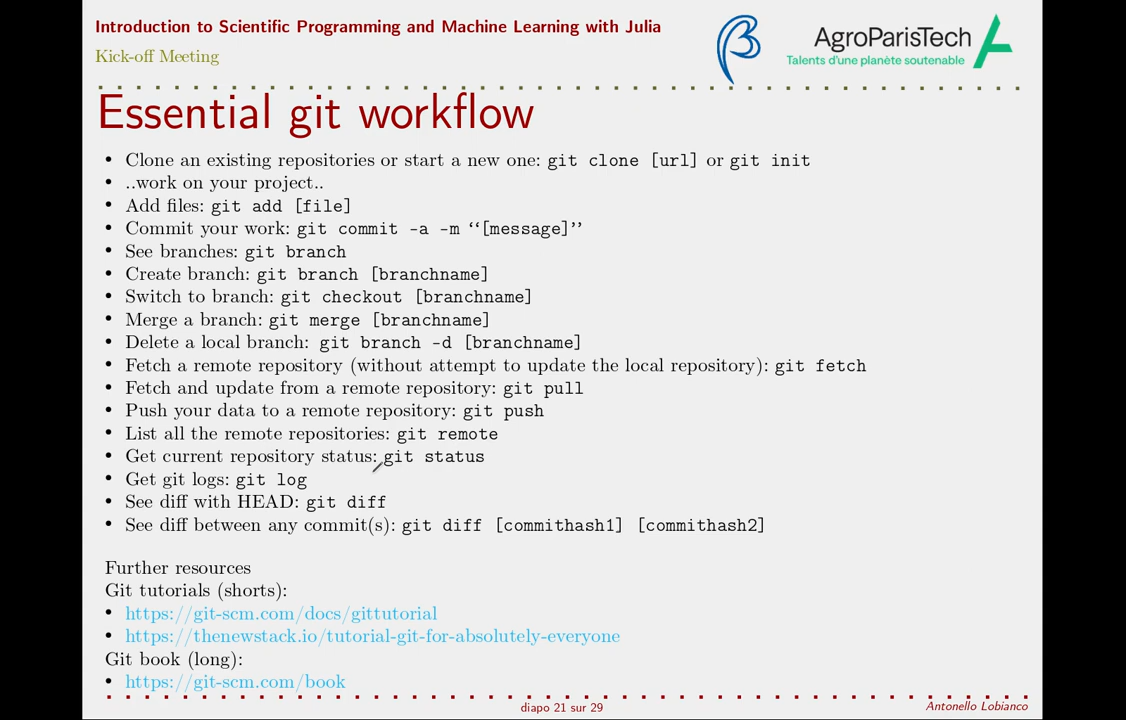 Introduction to Scientific Programming and Machine Learning with Julia
Kick-off Meeting
AgroParisTech
Talents d'une planète soutenable
Essential git workflow
• Clone an existing repositories or start a new one: git clone [url] or git init
• ..work on your project..
• Add files: git add [file]
• Commit your work: git commit -a -m “[message]”
• See branches: git branch
• Create branch: git branch [branchname]
• Switch to branch: git checkout [branchname]
• Merge a branch: git merge [branchname]
• Delete a local branch: git branch -d [branchname]
• Fetch a remote repository (without attempt to update the local repository): git fetch
• Fetch and update from a remote repository: git pull
• Push your data to a remote repository: git push
• List all the remote repositories: git remote
• Get current repository status: git status
• Get git logs: git log
• See diff with HEAD: git diff
• See diff between any commit(s): git diff [commithash1] [commithash2]
Further resources
Git tutorials (shorts):
• https://git-scm.com/docs/gittutorial
• https://thenewstack.io/tutorial-git-for-absolutely-everyone
Git book (long):
• https://git-scm.com/book
diapo 21 sur 29
Antonello Lobianco